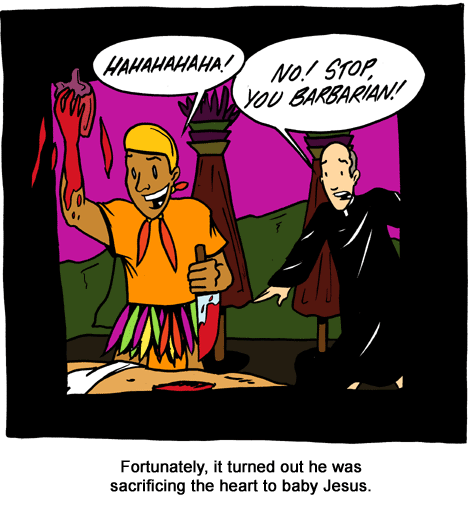 HAHAHAHAHA!
NO! STOP,
YOU BARBARIAN!
Fortunately, it turned out he was
sacrificing the heart to baby Jesus.